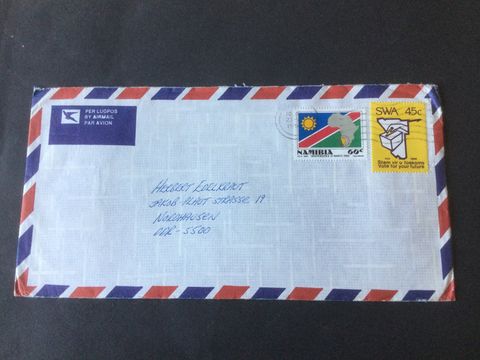 PER LUGPOS
BY AIRMAIL
PAR AVION
NAMIBIA 60c
SWA 45c
Stem vir u toekoms
Vote for your future
HERBERT EDELKRAUT
JAKOB-PLAUT STRASSE 19
NORDHAUSEN
DDR-5500